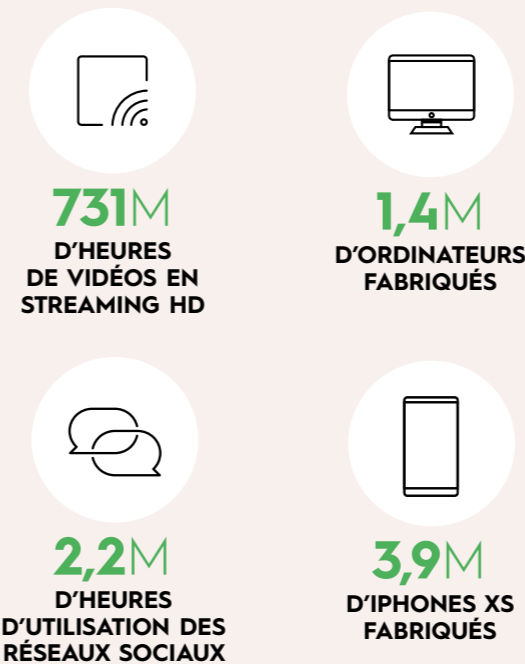 731M
D'HEURES
DE VIDÉOS EN
STREAMING HD
1,4M
D'ORDINATEURS
FABRIQUÉS
2,2M
D'HEURES
D'UTILISATION DES
RÉSEAUX SOCIAUX
3,9M
D'IPHONES XS
FABRIQUÉS